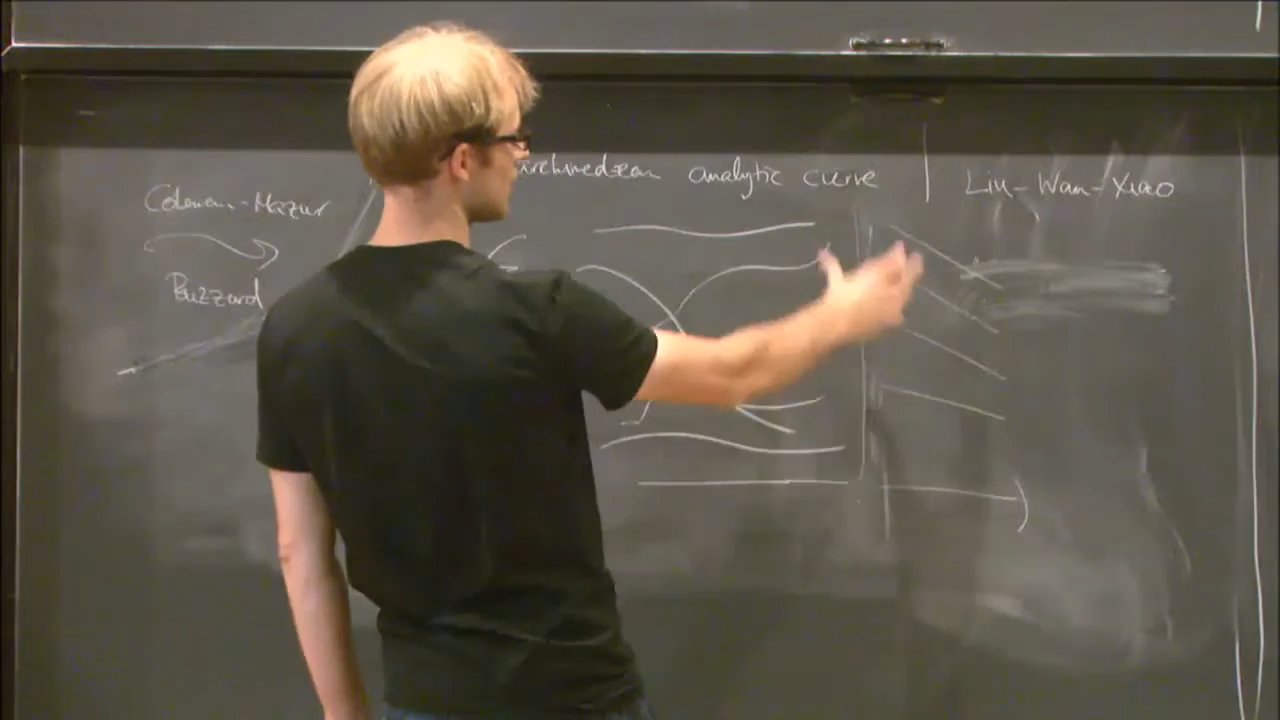 Coleman-Mazur
Buzzard
archimedean analytic curve
Liu-Wan-Xiao